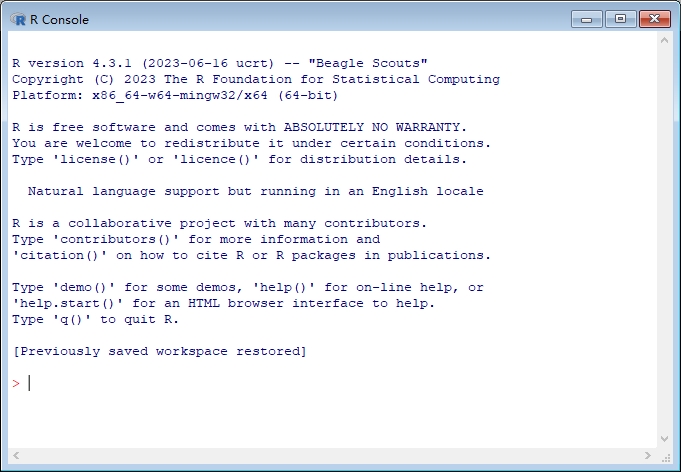 R Console
R version 4.3.1 (2023-06-16 ucrt) -- "Beagle Scouts"
Copyright (C) 2023 The R Foundation for Statistical Computing
Platform: x86_64-w64-mingw32/x64 (64-bit)
R is free software and comes with ABSOLUTELY NO WARRANTY.
You are welcome to redistribute it under certain conditions.
Type 'license()' or 'licence()' for distribution details.
Natural language support but running in an English locale
R is a collaborative project with many contributors.
Type 'contributors()' for more information and
'citation()' on how to cite R or R packages in publications.
Type 'demo()' for some demos, 'help()' for on-line help, or
'help.start()' for an HTML browser interface to help.
Type 'q()' to quit R.
[Previously saved workspace restored]
>